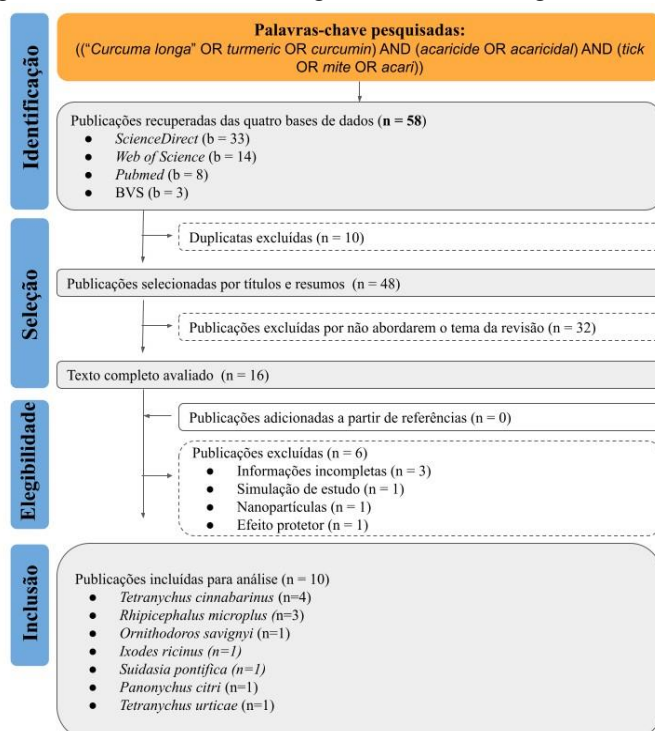 Identificação
Palavras-chave pesquisadas:
((“Curcuma longa” OR turmeric OR curcumin) AND (acaricide OR acaricidal) AND (tick
OR mite OR acari))
Publicações recuperadas das quatro bases de dados (n = 58)
● ScienceDirect (b = 33)
● Web of Science (b = 14)
● Pubmed (b = 8)
● BVS (b = 3)
Seleção
Duplicatas excluídas (n = 10)
Publicações selecionadas por títulos e resumos (n = 48)
Publicações excluídas por não abordarem o tema da revisão (n = 32)
Texto completo avaliado (n = 16)
Elegibilidade
Publicações adicionadas a partir de referências (n = 0)
Publicações excluídas (n = 6)
● Informações incompletas (n = 3)
● Simulação de estudo (n = 1)
● Nanopartículas (n = 1)
● Efeito protetor (n = 1)
Inclusão
Publicações incluídas para análise (n = 10)
● Tetranychus cinnabarinus (n=4)
● Rhipicephalus microplus (n=3)
● Ornithodoros savignyi (n=1)
● Ixodes ricinus (n=1)
● Suidasia pontifica (n=1)
● Panonychus citri (n=1)
● Tetranychus urticae (n=1)